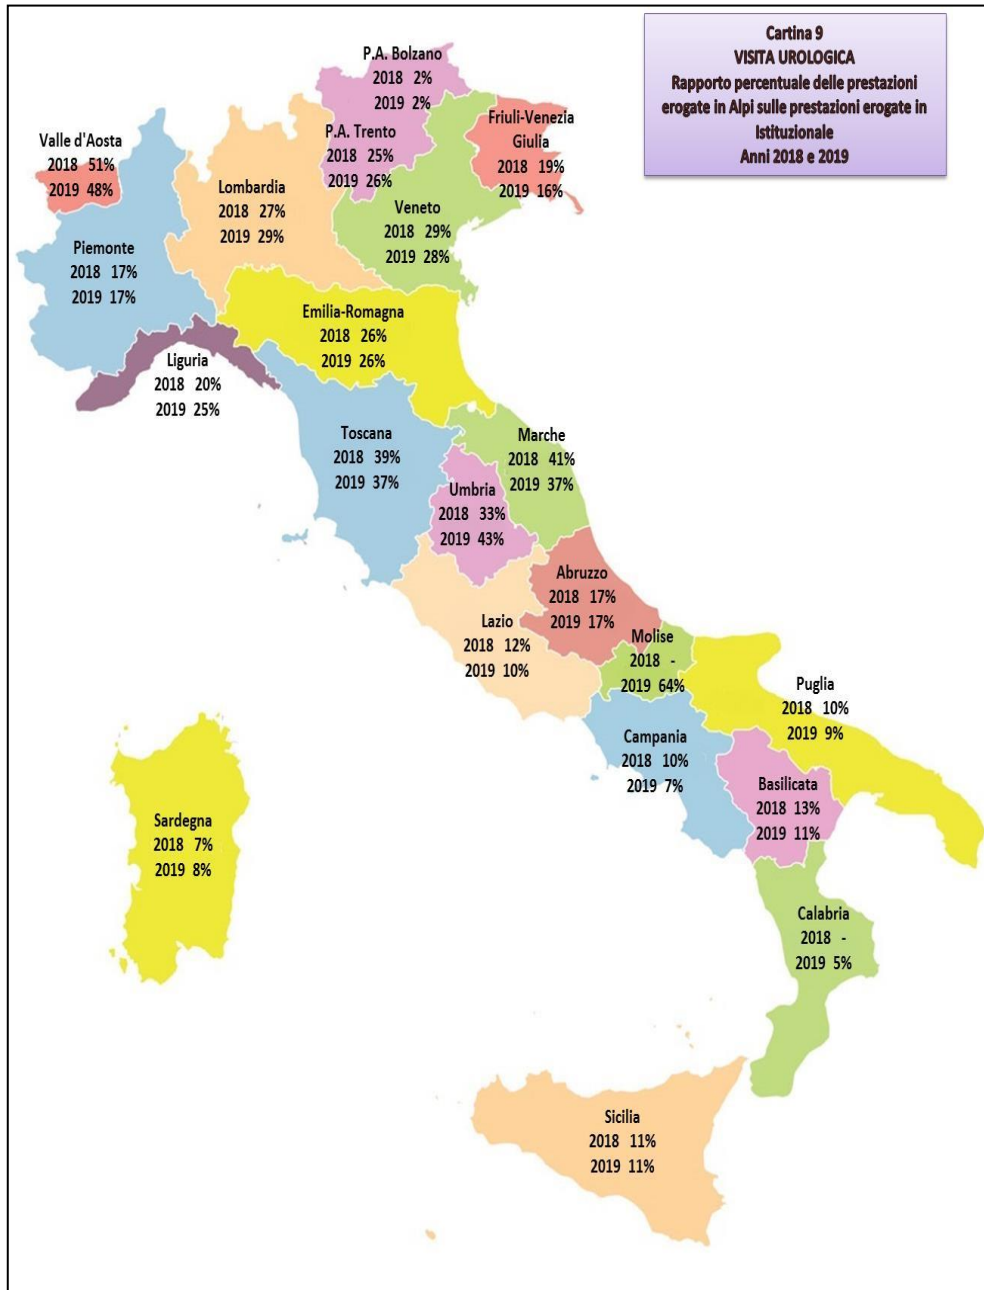 Cartina 9
VISITA UROLOGICA
Rapporto percentuale delle prestazioni
erogate in Alpi sulle prestazioni erogate in
Istituzionale
Anni 2018 e 2019
P.A. Bolzano
2018 2%
2019 2%
P.A. Trento
2018 25%
2019 26%
Friuli-Venezia
Giulia
2018 19%
2019 16%
Valle d'Aosta
2018 51%
2019 48%
Lombardia
2018 27%
2019 29%
Veneto
2018 29%
2019 28%
Piemonte
2018 17%
2019 17%
Emilia-Romagna
2018 26%
2019 26%
Liguria
2018 20%
2019 25%
Toscana
2018 39%
2019 37%
Marche
2018 41%
2019 37%
Umbria
2018 33%
2019 43%
Abruzzo
2018 17%
2019 17%
Lazio
2018 12%
2019 10%
Molise
2018 -
2019 64%
Puglia
2018 10%
2019 9%
Campania
2018 10%
2019 7%
Basilicata
2018 13%
2019 11%
Sardegna
2018 7%
2019 8%
Calabria
2018 -
2019 5%
Sicilia
2018 11%
2019 11%